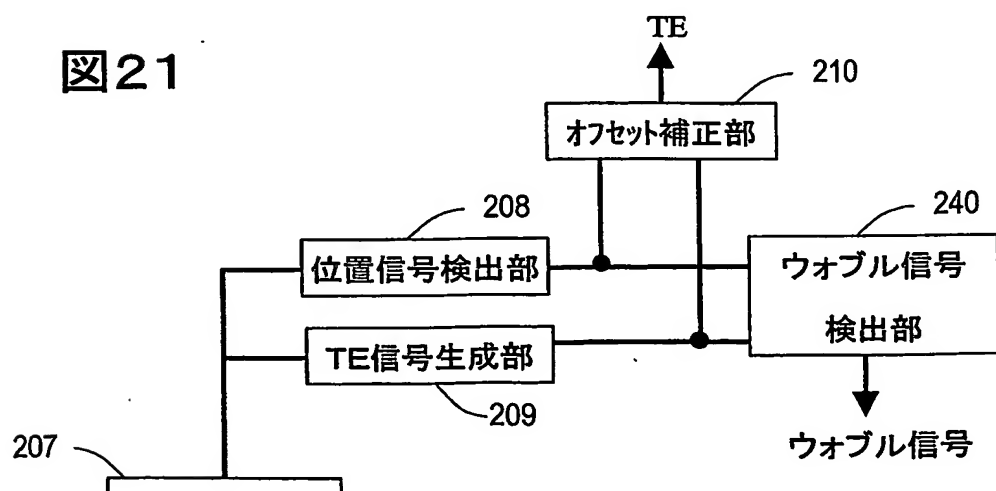 図21
TE
210
オフセット補正部
208
240
位置信号検出部
ウォブル信号
検出部
TE信号生成部
209
207
ウォブル信号